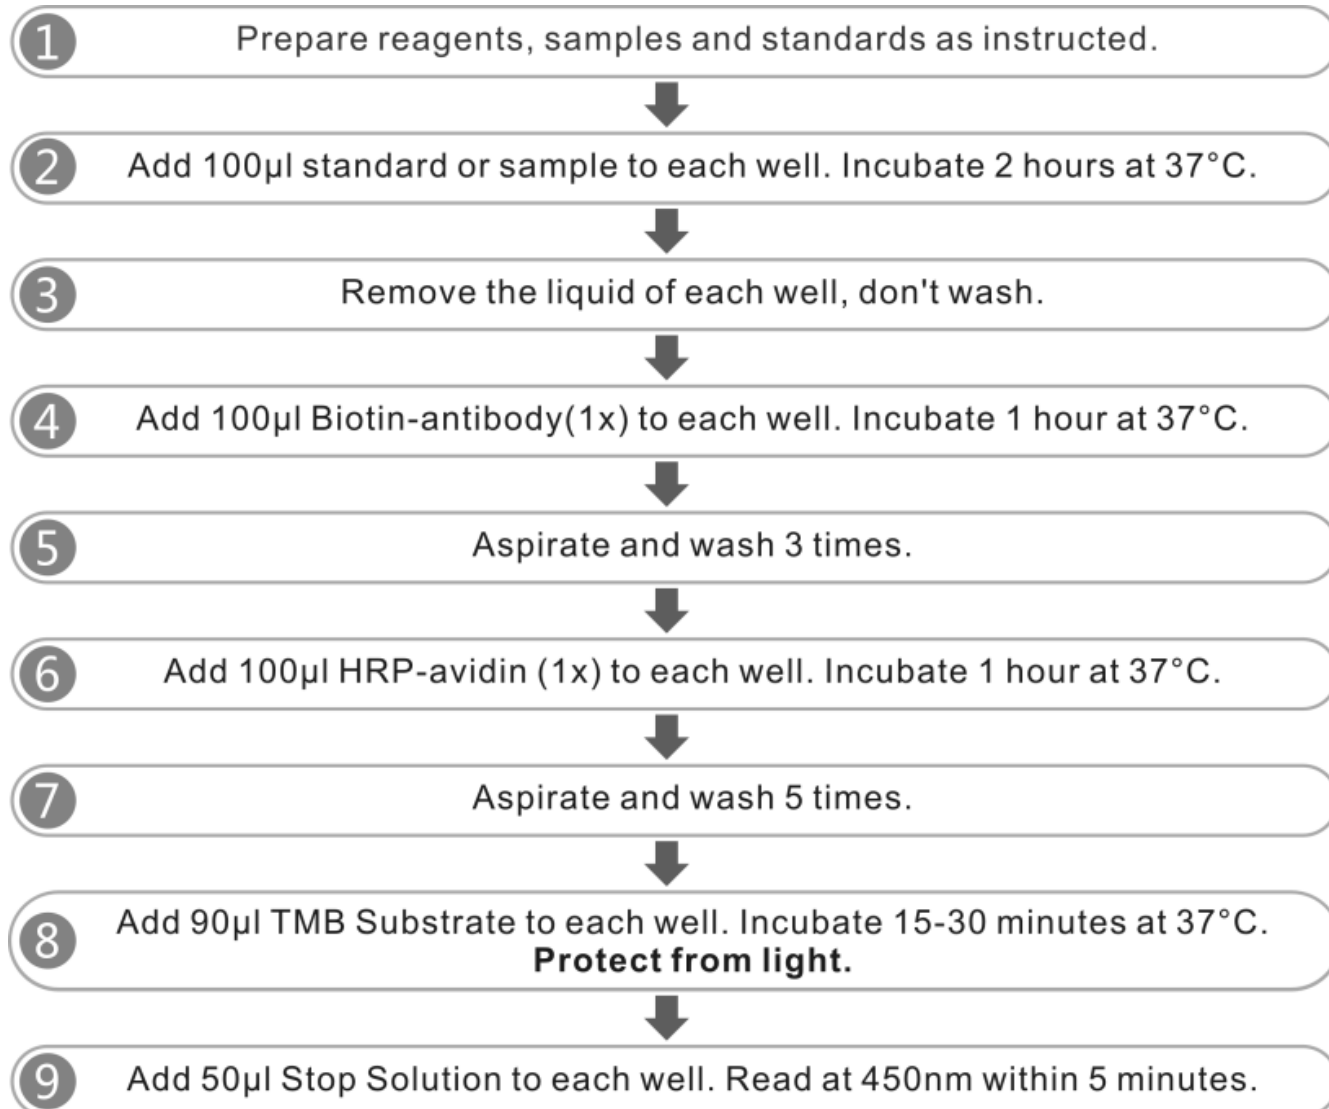 1 Prepare reagents, samples and standards as instructed.
2 Add 100µl standard or sample to each well. Incubate 2 hours at 37°C.
3 Remove the liquid of each well, don't wash.
4 Add 100µl Biotin-antibody(1x) to each well. Incubate 1 hour at 37°C.
5 Aspirate and wash 3 times.
6 Add 100µl HRP-avidin (1x) to each well. Incubate 1 hour at 37°C.
7 Aspirate and wash 5 times.
8 Add 90µl TMB Substrate to each well. Incubate 15-30 minutes at 37°C.
Protect from light.
9 Add 50µl Stop Solution to each well. Read at 450nm within 5 minutes.